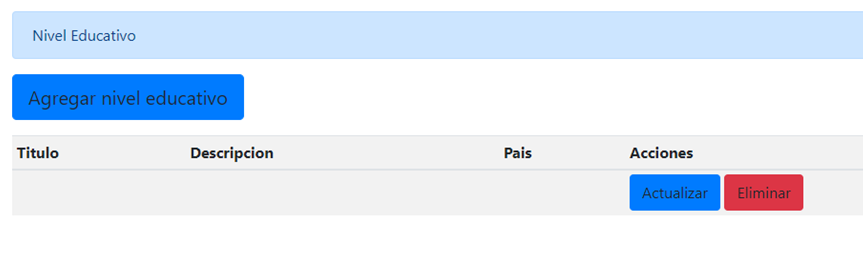 Nivel Educativo
Agregar nivel educativo
Titulo Descripcion Pais Acciones
Actualizar Eliminar